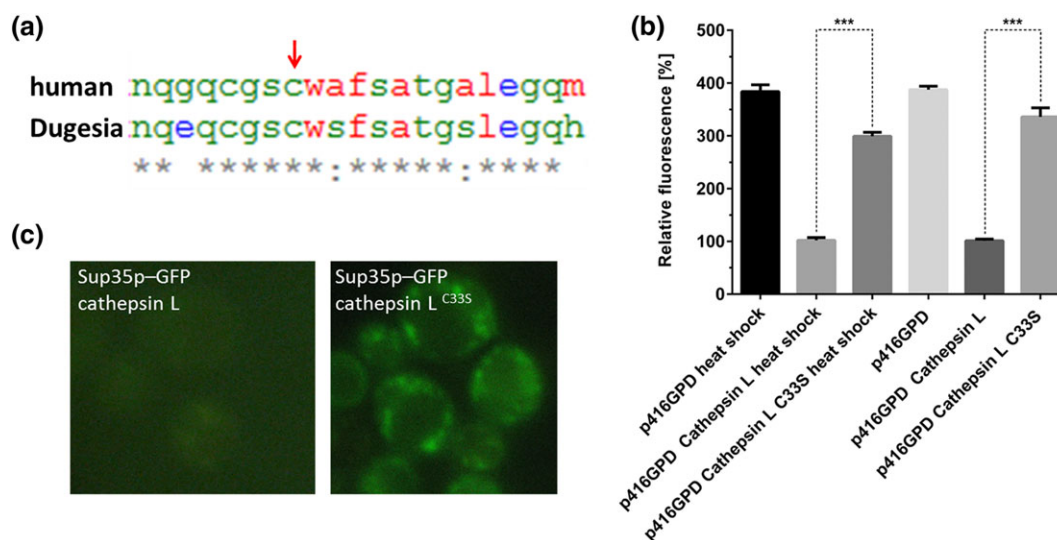 (a)
human nqgqcgscwafsatgalegqm
Dugesia nqeqcgscwsfsatgslegqh
** ******:*****:****
(b)
***
***
Relative fluorescence [%]
500
400
300
200
100
0
p416GPD heat shock
p416GPD Cathepsin L heat shock
p416GPD Cathepsin L C33S heat shock
p416GPD
p416GPD Cathepsin L
p416GPD Cathepsin L C33S
(c)
Sup35p–GFP
cathepsin L
Sup35p–GFP
cathepsin L C33S